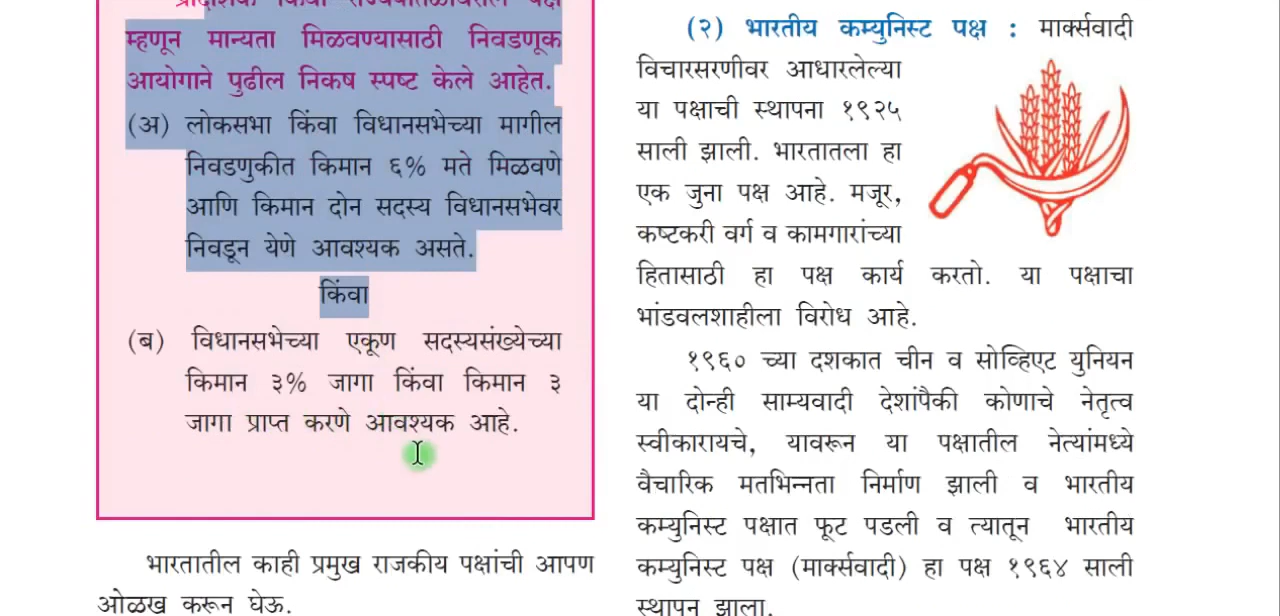 प्रादेशिक किंवा राज्यपातळीवरील पक्ष
म्हणून मान्यता मिळवण्यासाठी निवडणूक
आयोगाने पुढील निकष स्पष्ट केले आहेत.
(अ) लोकसभा किंवा विधानसभेच्या मागील
निवडणुकीत किमान ६% मते मिळवणे
आणि किमान दोन सदस्य विधानसभेवर
निवडून येणे आवश्यक असते.
किंवा
(ब) विधानसभेच्या एकूण सदस्यसंख्येच्या
किमान ३% जागा किंवा किमान ३
जागा प्राप्त करणे आवश्यक आहे.
भारतातील काही प्रमुख राजकीय पक्षांची आपण
ओळख करून घेऊ.
(२) भारतीय कम्युनिस्ट पक्ष : मार्क्सवादी
विचारसरणीवर आधारलेल्या
या पक्षाची स्थापना १९२५
साली झाली. भारतातला हा
एक जुना पक्ष आहे. मजूर,
कष्टकरी वर्ग व कामगारांच्या
हितासाठी हा पक्ष कार्य करतो. या पक्षाचा
भांडवलशाहीला विरोध आहे.
१९६० च्या दशकात चीन व सोव्हिएट युनियन
या दोन्ही साम्यवादी देशांपैकी कोणाचे नेतृत्व
स्वीकारायचे, यावरून या पक्षातील नेत्यांमध्ये
वैचारिक मतभिन्नता निर्माण झाली व भारतीय
कम्युनिस्ट पक्षात फूट पडली व त्यातून भारतीय
कम्युनिस्ट पक्ष (मार्क्सवादी) हा पक्ष १९६४ साली
स्थापन झाला.